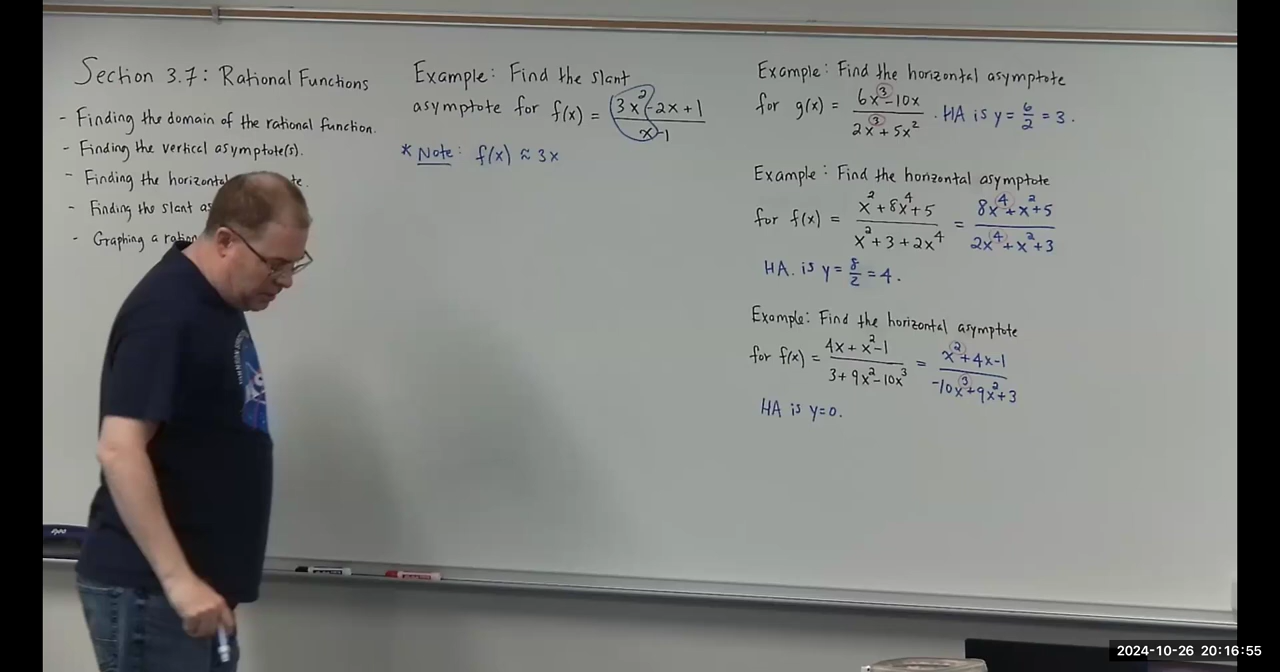 Section 3.7: Rational Functions
- Finding the domain of the rational function.
- Finding the vertical asymptote(s).
- Finding the horizontal
- Finding the slant
- Graphing a
Example: Find the slant
asymptote for f(x) = (3x² - 2x + 1)/(x - 1)
* Note: f(x) ≈ 3x
Example: Find the horizontal asymptote
for g(x) = (6x³ - 10x)/(2x³ + 5x²) . HA is y = 6/2 = 3.
Example: Find the horizontal asymptote
for f(x) = (x² + 8x⁴ + 5)/(x² + 3 + 2x⁴) = (8x⁴ + x² + 5)/(2x⁴ + x² + 3)
HA. is y = 8/2 = 4.
Example: Find the horizontal asymptote
for f(x) = (4x + x² - 1)/(3 + 9x² - 10x³) = (x² + 4x - 1)/(-10x³ + 9x² + 3)
HA is y = 0.
expo
2024-10-26 20:16:55